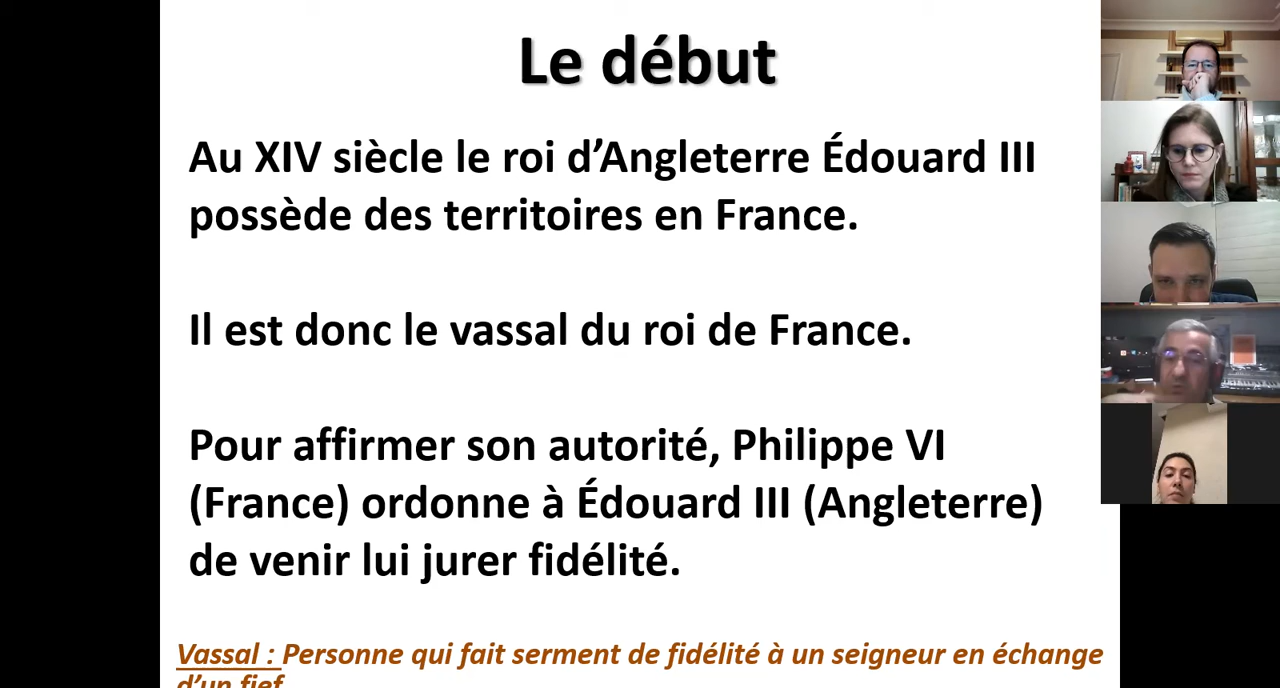 Le début
Au XIV siècle le roi d’Angleterre Édouard III
possède des territoires en France.
Il est donc le vassal du roi de France.
Pour affirmer son autorité, Philippe VI
(France) ordonne à Édouard III (Angleterre)
de venir lui jurer fidélité.
Vassal : Personne qui fait serment de fidélité à un seigneur en échange
d’un fief